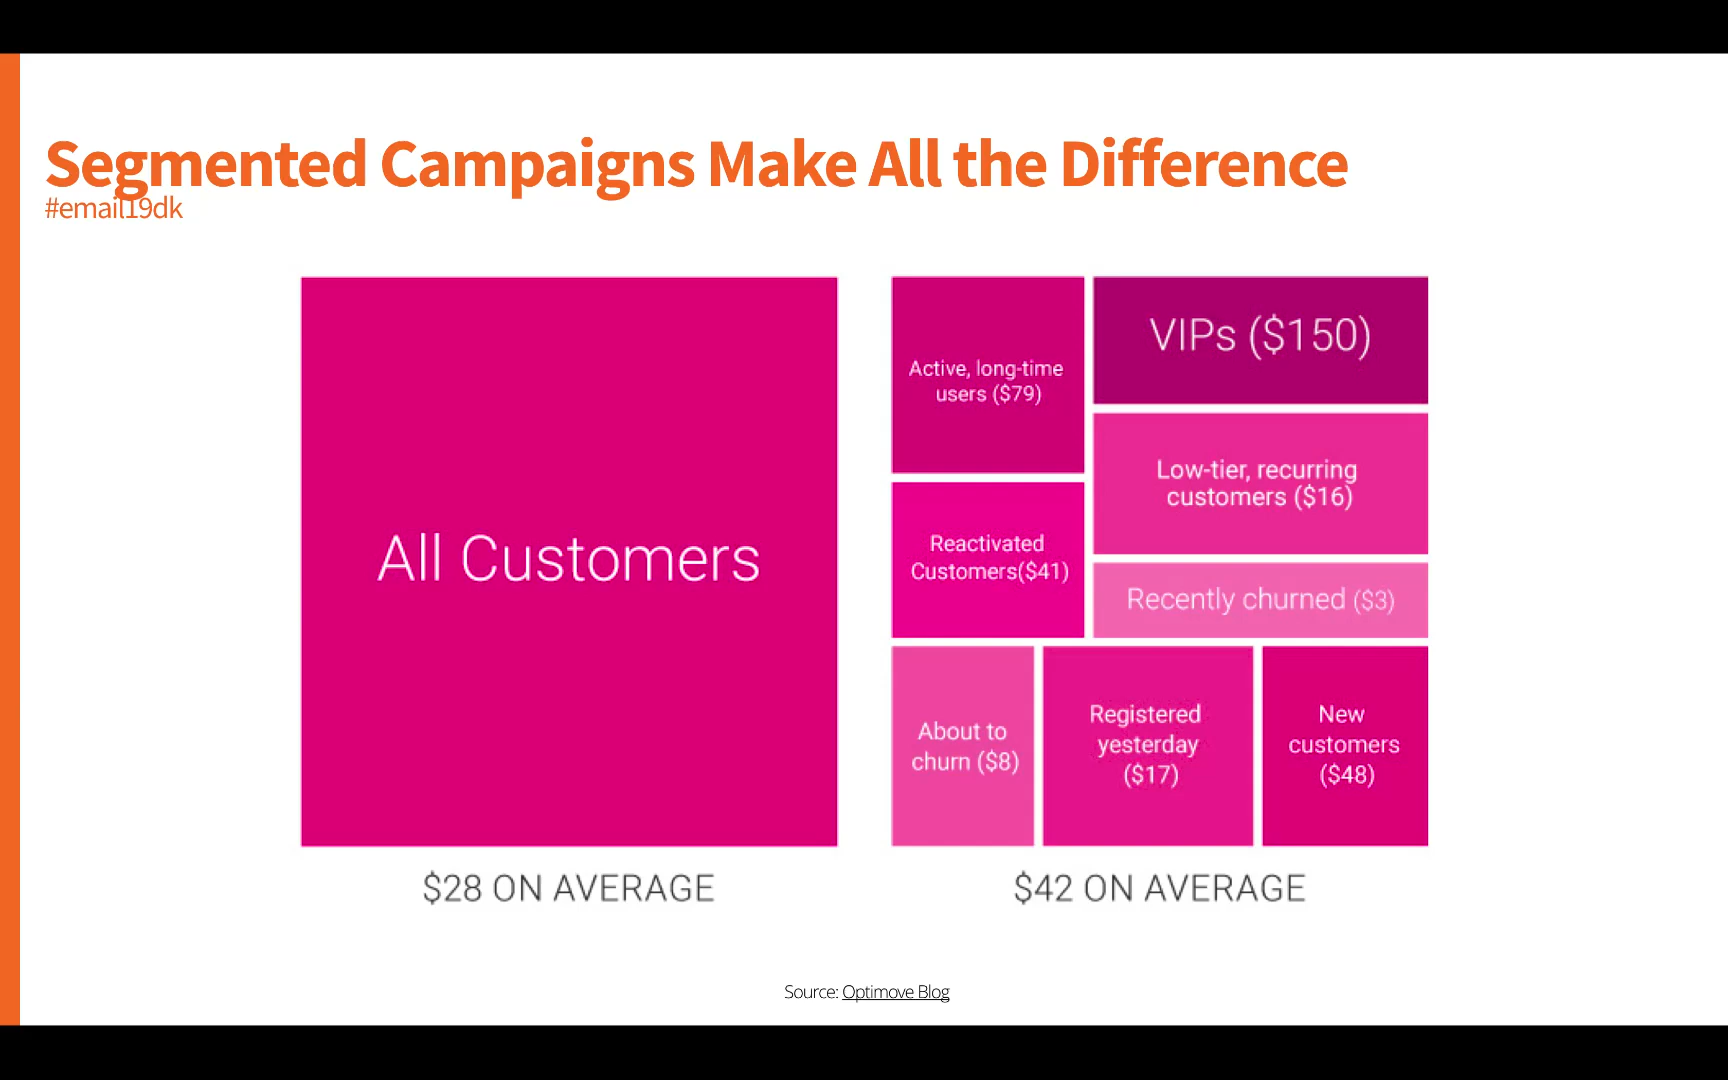 Segmented Campaigns Make All the Difference
#email19dk
All Customers
$28 ON AVERAGE
Active, long-time
users ($79)
VIPs ($150)
Low-tier, recurring
customers ($16)
Reactivated
Customers($41)
Recently churned ($3)
About to
churn ($8)
Registered
yesterday
($17)
New
customers
($48)
$42 ON AVERAGE
Source: Optimove Blog